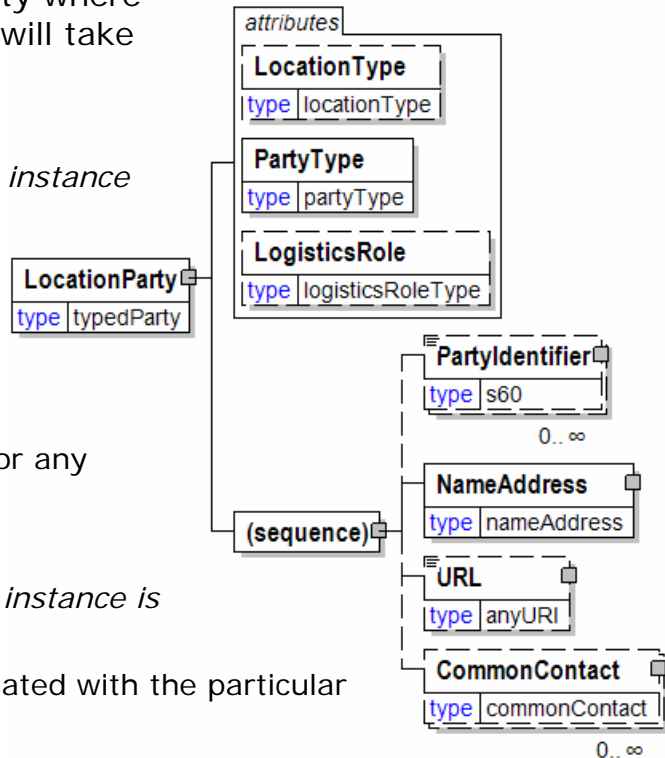 ty where
will take
instance
or any
instance is
ated with the particular
attributes
LocationType
type locationType
PartyType
type partyType
LogisticsRole
type logisticsRoleType
LocationParty
type typedParty
(sequence)
PartyIdentifier
type s60
0.. ∞
NameAddress
type nameAddress
URL
type anyURI
CommonContact
type commonContact
0.. ∞